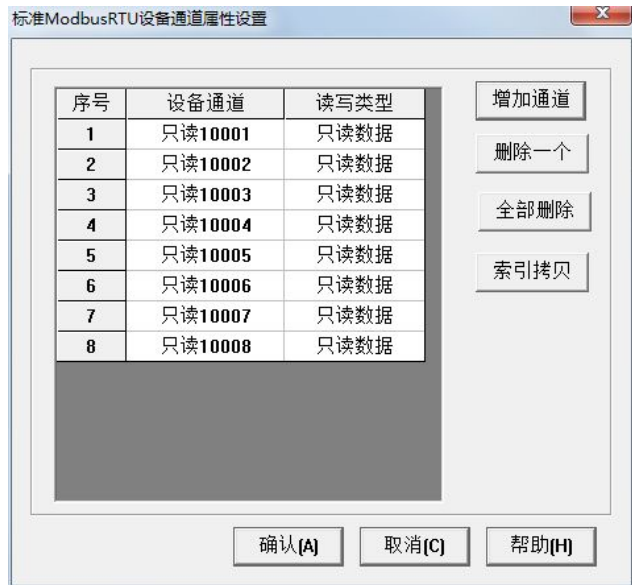 标准ModbusRTU设备通道属性设置
序号 设备通道 读写类型
1 只读10001 只读数据
2 只读10002 只读数据
3 只读10003 只读数据
4 只读10004 只读数据
5 只读10005 只读数据
6 只读10006 只读数据
7 只读10007 只读数据
8 只读10008 只读数据
增加通道
删除一个
全部删除
索引拷贝
确认(A) 取消(C) 帮助(H)